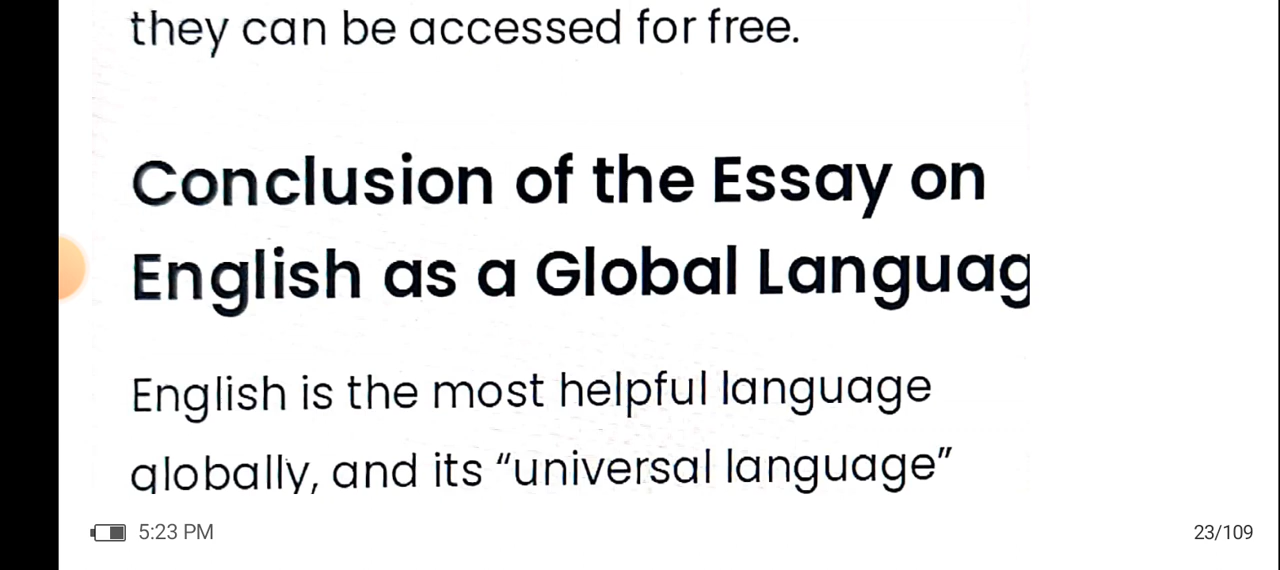 they can be accessed for free.
Conclusion of the Essay on
English as a Global Languag
English is the most helpful language
globally, and its “universal language”
5:23 PM
23/109